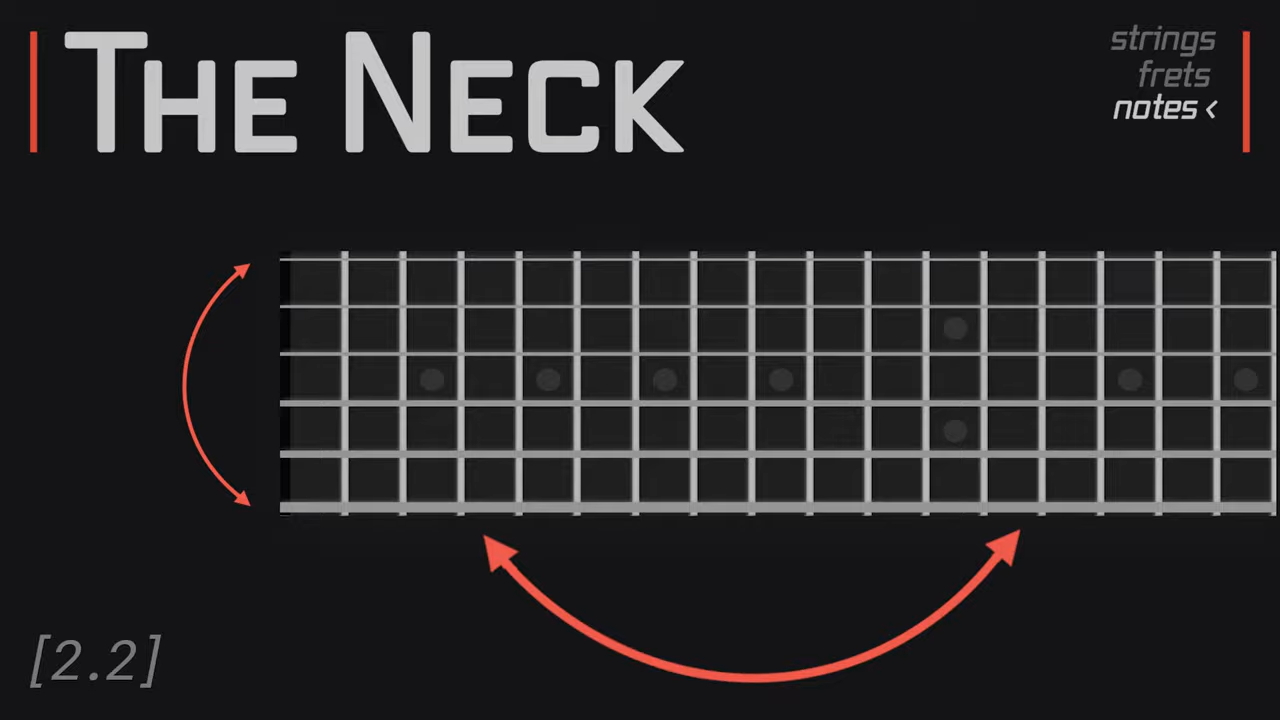 THE NECK
strings
frets
notes <
[2.2]